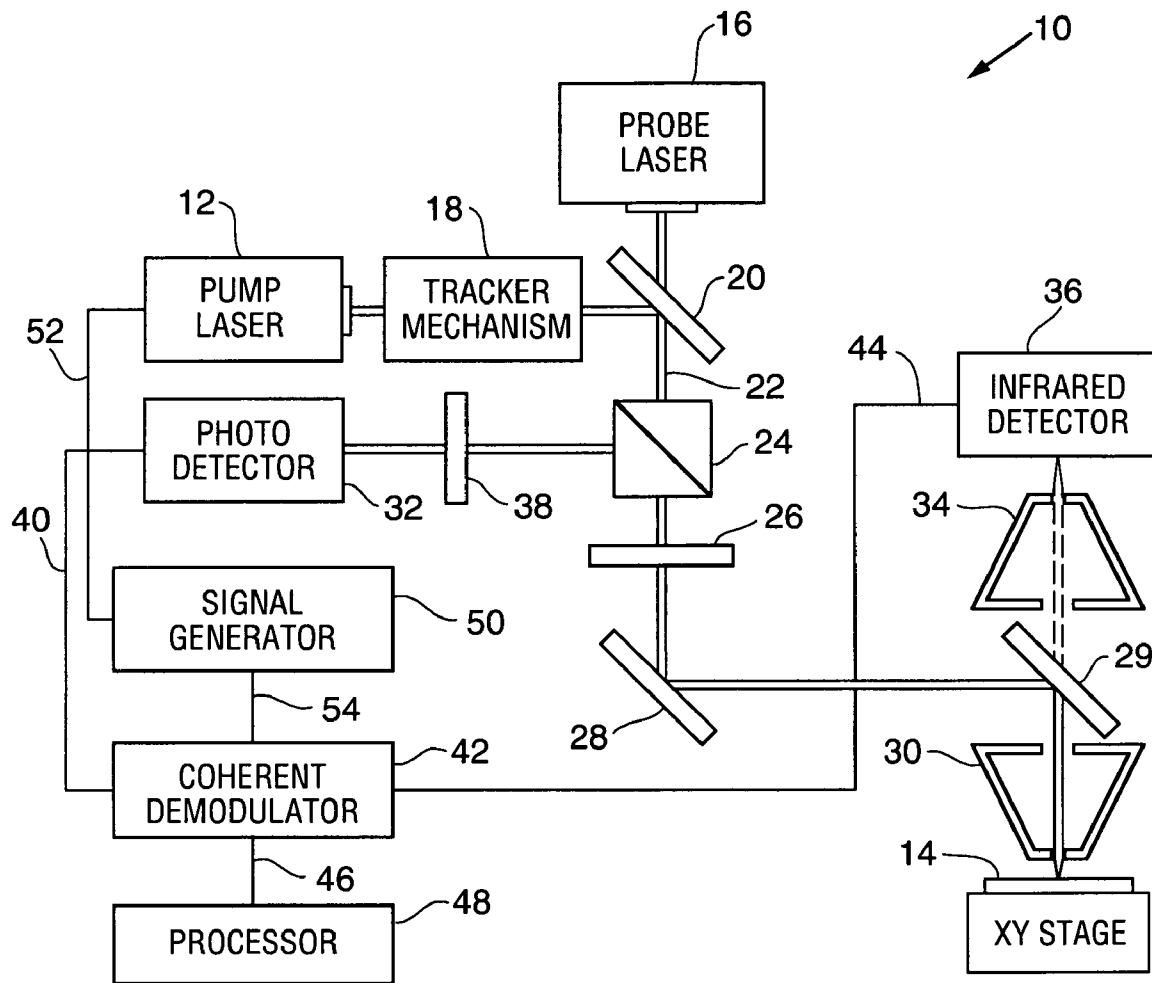 10
16
PROBE
LASER
12
18
PUMP
LASER
TRACKER
MECHANISM
20
36
52
44
22
INFRARED
DETECTOR
PHOTO
DETECTOR
24
32
38
34
40
26
SIGNAL
GENERATOR
50
29
54
28
42
30
COHERENT
DEMODULATOR
14
46
48
PROCESSOR
XY STAGE